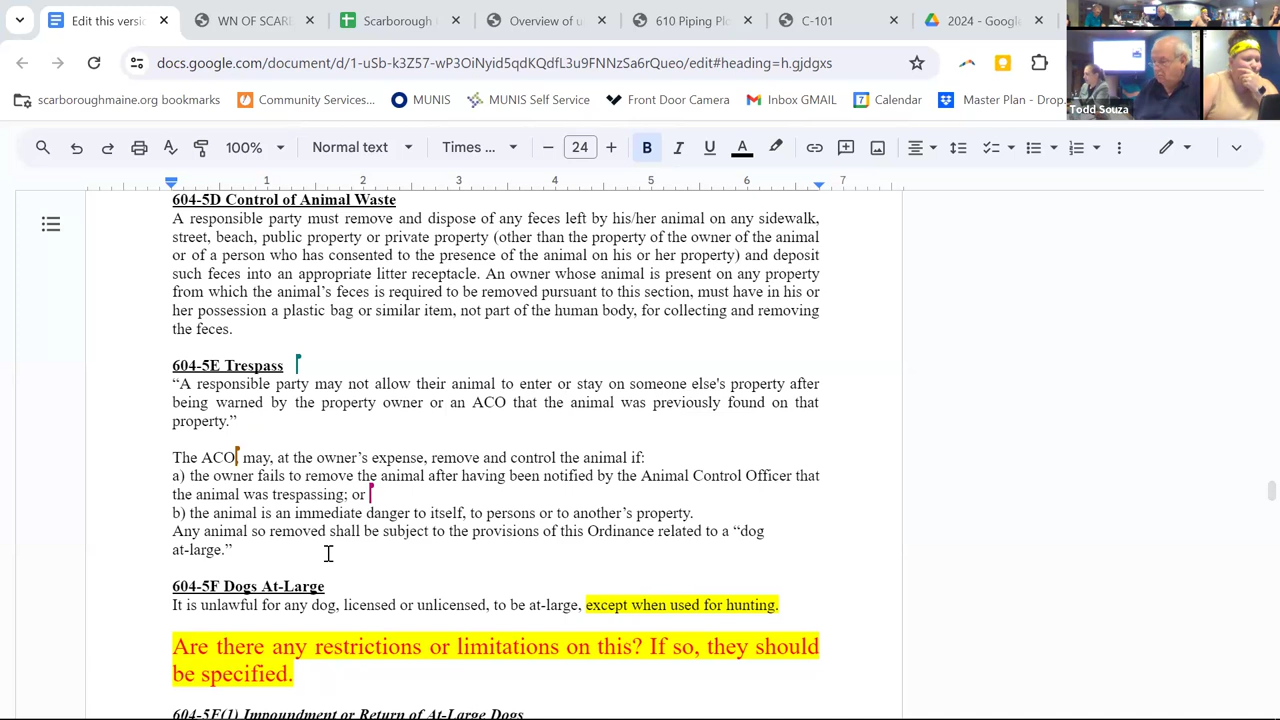 Edit this versi
WN OF SCAR
Scarborough
Overview of
610 Piping Plo
C-101
2024 - Google
docs.google.com/document/d/1-uSb-k3Z57-wP3OiNyid5qdKQdfL3u9FNNzSa6rQueo/edit#heading=h.gjdgxs
scarboroughmaine.org bookmarks
Community Services...
MUNIS
MUNIS Self Service
Front Door Camera
Inbox GMAIL
Calendar
Master Plan - Drop
Todd Souza
100%
Normal text
Times ...
24
B I U A
1 2 3 4 5 6 7
604-5D Control of Animal Waste
A responsible party must remove and dispose of any feces left by his/her animal on any sidewalk,
street, beach, public property or private property (other than the property of the owner of the animal
or of a person who has consented to the presence of the animal on his or her property) and deposit
such feces into an appropriate litter receptacle. An owner whose animal is present on any property
from which the animal's feces is required to be removed pursuant to this section, must have in his or
her possession a plastic bag or similar item, not part of the human body, for collecting and removing
the feces.
604-5E Trespass
“A responsible party may not allow their animal to enter or stay on someone else's property after
being warned by the property owner or an ACO that the animal was previously found on that
property.”
The ACO may, at the owner’s expense, remove and control the animal if:
a) the owner fails to remove the animal after having been notified by the Animal Control Officer that
the animal was trespassing; or
b) the animal is an immediate danger to itself, to persons or to another’s property.
Any animal so removed shall be subject to the provisions of this Ordinance related to a “dog
at-large.”
604-5F Dogs At-Large
It is unlawful for any dog, licensed or unlicensed, to be at-large, except when used for hunting.
Are there any restrictions or limitations on this? If so, they should
be specified.
604-5F(1) Impoundment or Return of At-Large Dogs